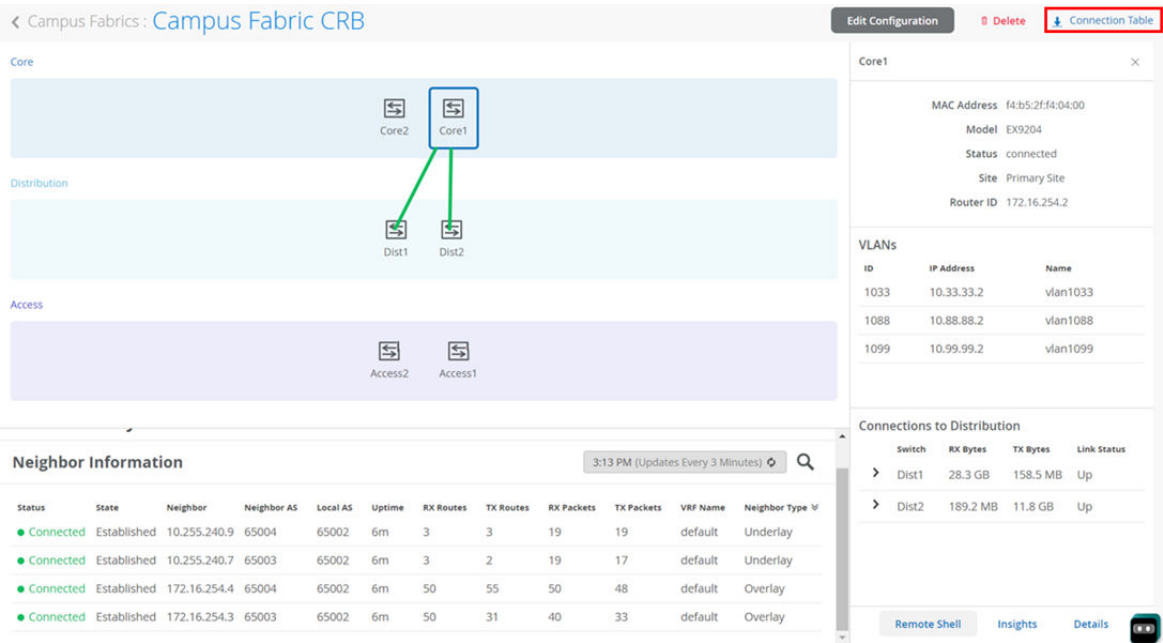 Campus Fabrics : Campus Fabric CRB
Edit Configuration
Delete
Connection Table
Core
Core2
Core1
Distribution
Dist1
Dist2
Access
Access2
Access1
Core1
MAC Address f4:b5:2f:f4:04:00
Model EX9204
Status connected
Site Primary Site
Router ID 172.16.254.2
VLANs
ID IP Address Name
1033 10.33.33.2 vlan1033
1088 10.88.88.2 vlan1088
1099 10.99.99.2 vlan1099
Connections to Distribution
Switch RX Bytes TX Bytes Link Status
Dist1 28.3 GB 158.5 MB Up
Dist2 189.2 MB 11.8 GB Up
Remote Shell Insights Details
Neighbor Information
3:13 PM (Updates Every 3 Minutes)
Status State Neighbor Neighbor AS Local AS Uptime RX Routes TX Routes RX Packets TX Packets VRF Name Neighbor Type
Connected Established 10.255.240.9 65004 65002 6m 3 3 19 19 default Underlay
Connected Established 10.255.240.7 65003 65002 6m 3 2 19 17 default Underlay
Connected Established 172.16.254.4 65004 65002 6m 50 55 50 48 default Overlay
Connected Established 172.16.254.3 65003 65002 6m 50 31 40 33 default Overlay